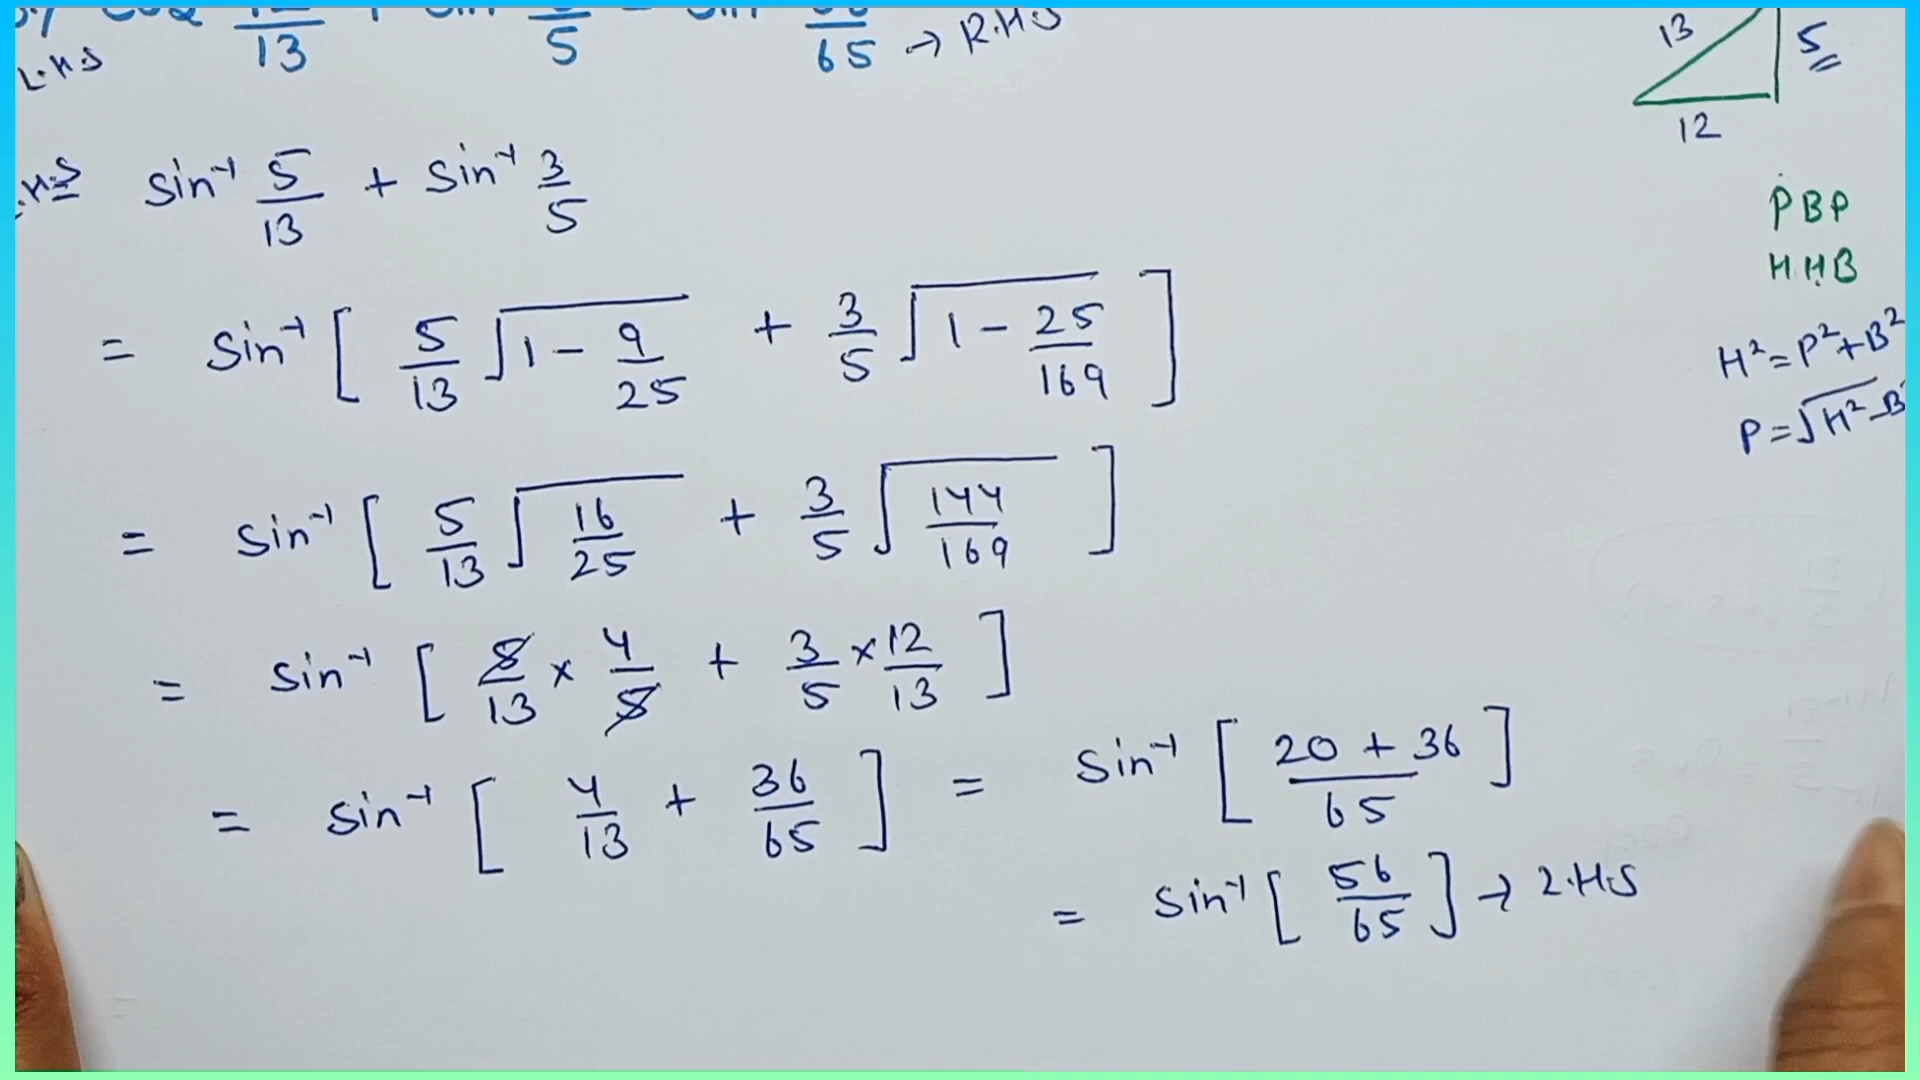 13 5 65 → R.H.S
L.H.S
13 5
12
sin⁻¹ 5/13 + sin⁻¹ 3/5
PBP
HHB
= sin⁻¹ [ 5/13 √(1 - 9/25) + 3/5 √(1 - 25/169) ]
H² = P² + B²
P = √(H² - B
= sin⁻¹ [ 5/13 √(16/25) + 3/5 √(144/169) ]
= sin⁻¹ [ 5/13 × 4/5 + 3/5 × 12/13 ]
= sin⁻¹ [ 4/13 + 36/65 ] = sin⁻¹ [ (20 + 36)/65 ]
= sin⁻¹ [ 56/65 ] → R.H.S